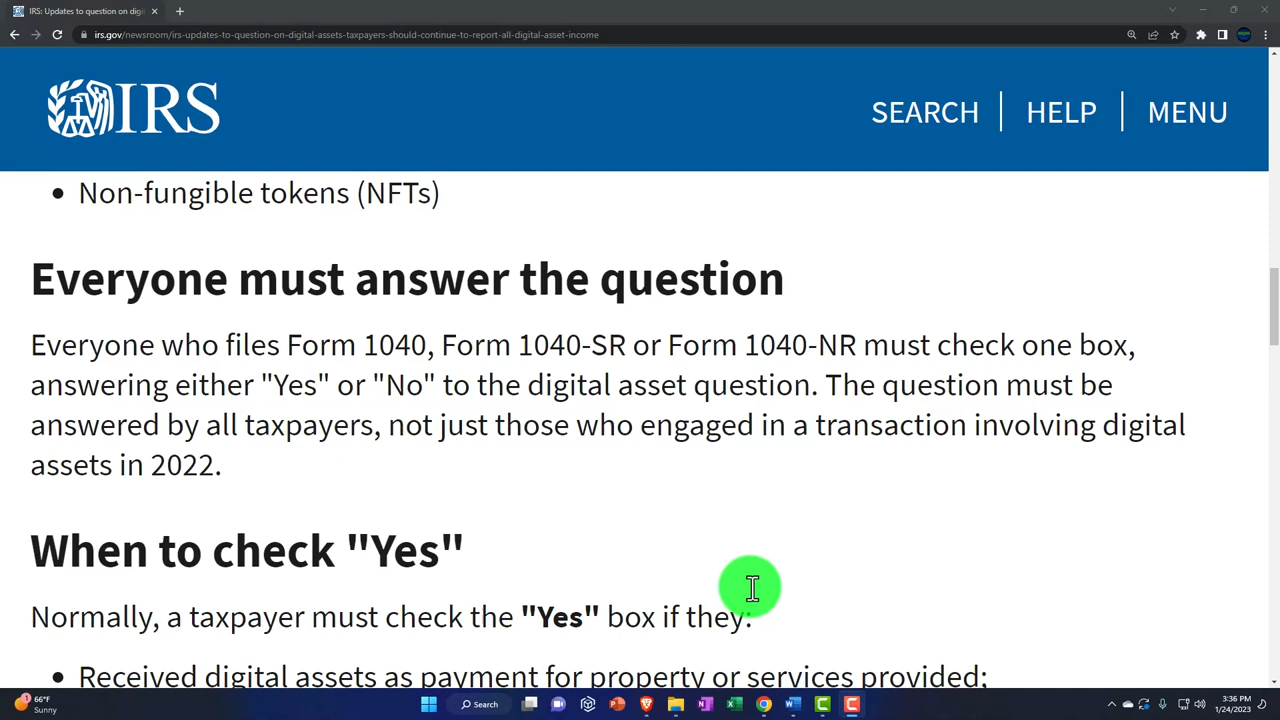 IRS: Updates to question on digi
irs.gov/newsroom/irs-updates-to-question-on-digital-assets-taxpayers-should-continue-to-report-all-digital-asset-income
IRS
SEARCH
HELP
MENU
• Non-fungible tokens (NFTs)
Everyone must answer the question
Everyone who files Form 1040, Form 1040-SR or Form 1040-NR must check one box,
answering either "Yes" or "No" to the digital asset question. The question must be
answered by all taxpayers, not just those who engaged in a transaction involving digital
assets in 2022.
When to check "Yes"
Normally, a taxpayer must check the "Yes" box if they:
• Received digital assets as payment for property or services provided;
1
66°F
Sunny
Search
3:36 PM
1/24/2023